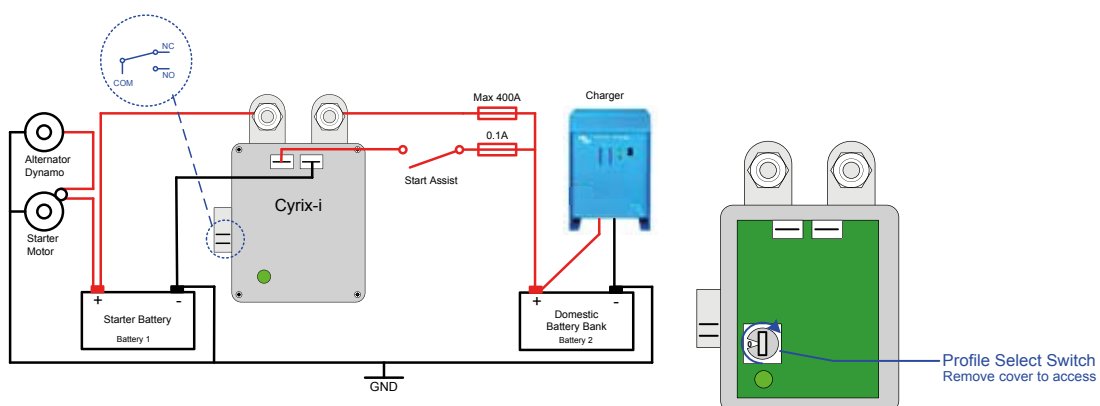 NC
NO
COM
Max 400A
0.1A
Charger
Alternator
Dynamo
Start Assist
Cyrix-i
Starter
Motor
+ -
Starter Battery
Battery 1
+ -
Domestic
Battery Bank
Battery 2
GND
0
Profile Select Switch
Remove cover to access